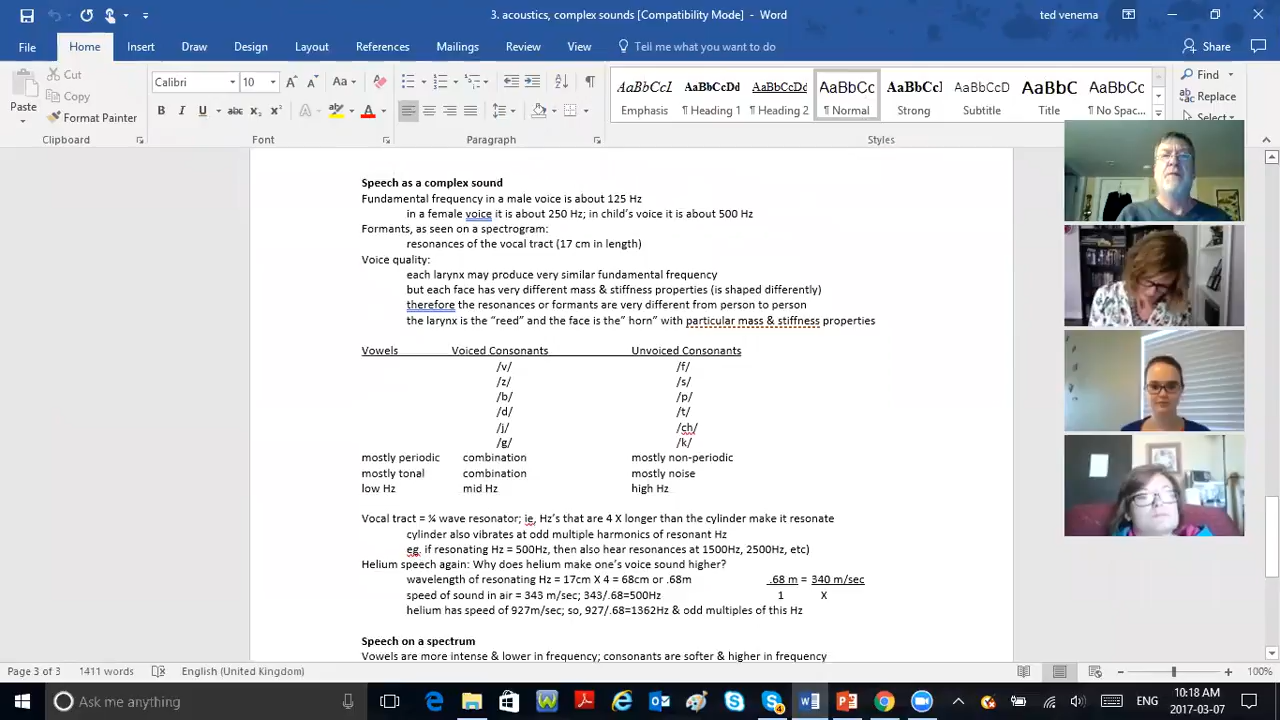 3. acoustics, complex sounds [Compatibility Mode] - Word
ted venema
File Home Insert Draw Design Layout References Mailings Review View Tell me what you want to do Share
Paste
Cut
Copy
Format Painter
Clipboard
Calibri 10
Font
Paragraph
AaBbCcL AaBbCcDd AaBbCcDd AaBbCc AaBbCcI AaBbCcD AaBbC AaBbCc
Emphasis ¶ Heading 1 ¶ Heading 2 ¶ Normal Strong Subtitle Title ¶ No Spac...
Styles
Find
Replace
Select
Speech as a complex sound
Fundamental frequency in a male voice is about 125 Hz
in a female voice it is about 250 Hz; in child's voice it is about 500 Hz
Formants, as seen on a spectrogram:
resonances of the vocal tract (17 cm in length)
Voice quality:
each larynx may produce very similar fundamental frequency
but each face has very different mass & stiffness properties (is shaped differently)
therefore the resonances or formants are very different from person to person
the larynx is the "reed" and the face is the" horn" with particular mass & stiffness properties
Vowels Voiced Consonants Unvoiced Consonants
/v/ /f/
/z/ /s/
/b/ /p/
/d/ /t/
/j/ /ch/
/g/ /k/
mostly periodic combination mostly non-periodic
mostly tonal combination mostly noise
low Hz mid Hz high Hz
Vocal tract = ¼ wave resonator; ie, Hz's that are 4 X longer than the cylinder make it resonate
cylinder also vibrates at odd multiple harmonics of resonant Hz
eg. if resonating Hz = 500Hz, then also hear resonances at 1500Hz, 2500Hz, etc)
Helium speech again: Why does helium make one's voice sound higher?
wavelength of resonating Hz = 17cm X 4 = 68cm or .68m .68 m = 340 m/sec
speed of sound in air = 343 m/sec; 343/.68=500Hz 1 X
helium has speed of 927m/sec; so, 927/.68=1362Hz & odd multiples of this Hz
Speech on a spectrum
Vowels are more intense & lower in frequency; consonants are softer & higher in frequency
Page 3 of 3 1411 words English (United Kingdom) 100%
Ask me anything
ENG
10:18 AM
2017-03-07